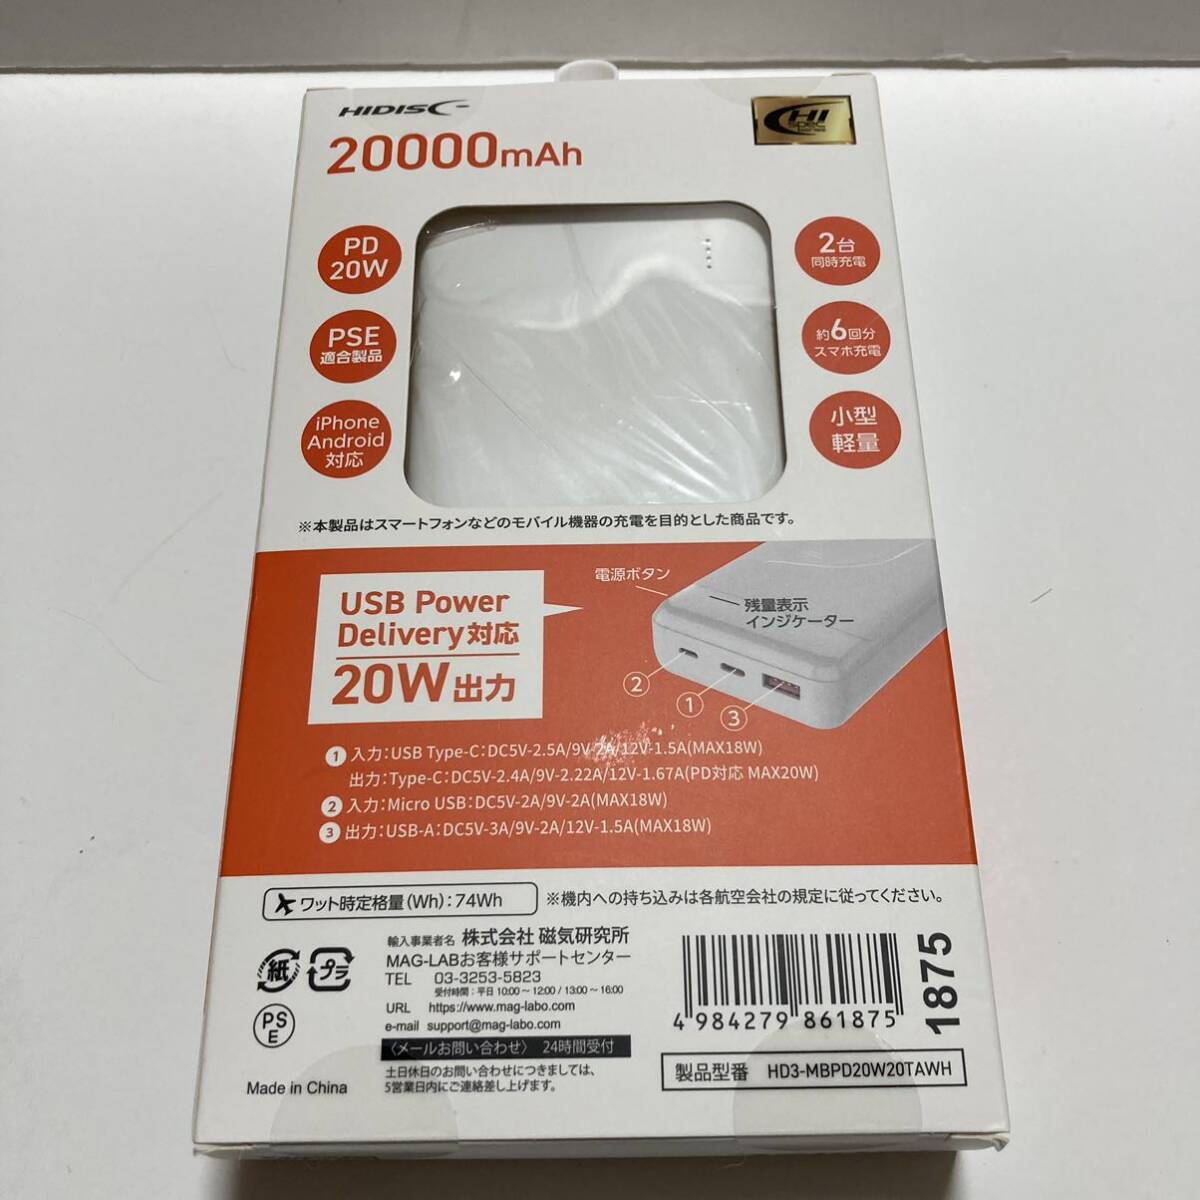 HIDISC
20000mAh
HI
Spec
PD
20W
PSE
適合製品
iPhone
Android
対応
2台
同時充電
約6回分
スマホ充電
小型
軽量
※本製品はスマートフォンなどのモバイル機器の充電を目的とした商品です。
USB Power
Delivery対応
20W出力
電源ボタン
残量表示
インジケーター
② ① ③
① 入力:USB Type-C:DC5V-2.5A/9V-2A/12V-1.5A(MAX18W)
出力:Type-C:DC5V-2.4A/9V-2.22A/12V-1.67A(PD対応 MAX20W)
② 入力:Micro USB:DC5V-2A/9V-2A(MAX18W)
③ 出力:USB-A:DC5V-3A/9V-2A/12V-1.5A(MAX18W)
ワット時定格量(Wh):74Wh
※機内への持ち込みは各航空会社の規定に従ってください。
紙 プラ
PS
E
Made in China
輸入事業者名 株式会社 磁気研究所
MAG-LABお客様サポートセンター
TEL 03-3253-5823
受付時間:平日 10:00～12:00 / 13:00～16:00
URL https://www.mag-labo.com
e-mail support@mag-labo.com
〈メールお問い合わせ〉 24時間受付
土日休日のお問い合わせにつきましては、
5営業日内にご連絡差し上げます。
4 984279 861875
1875
製品型番 HD3-MBPD20W20TAWH